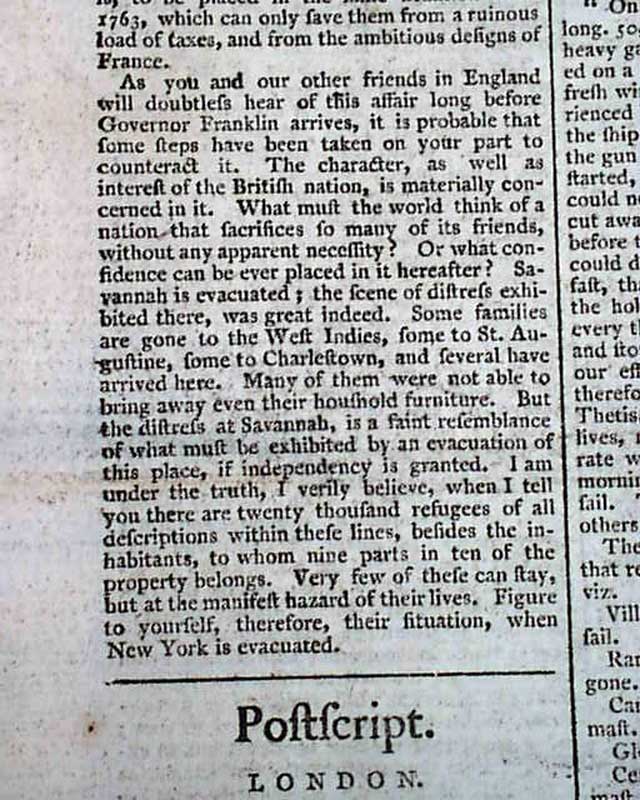 1763, which can only ſave them from a ruinous
load of taxes, and from the ambitious deſigns of
France.
As you and our other friends in England
will doubtleſs hear of this affair long before
Governor Franklin arrives, it is probable that
ſome ſteps have been taken on your part to
counteract it. The character, as well as
intereſt of the Britiſh nation, is materially con-
cerned in it. What muſt the world think of a
nation that ſacrifices ſo many of its friends,
without any apparent neceſſity? Or what con-
fidence can be ever placed in it hereafter? Sa-
vannah is evacuated; the ſcene of diſtreſs exhi-
bited there, was great indeed. Some families
are gone to the Weſt Indies, ſome to St. Au-
guſtine, ſome to Charleſtown, and ſeveral have
arrived here. Many of them were not able to
bring away even their houſhold furniture. But
the diſtreſs at Savannah, is a faint reſemblance
of what muſt be exhibited by an evacuation of
this place, if independency is granted. I am
under the truth, I verily believe, when I tell
you there are twenty thouſand refugees of all
deſcriptions within theſe lines, beſides the in-
habitants, to whom nine parts in ten of the
property belongs. Very few of theſe can ſtay,
but at the manifeſt hazard of their lives. Figure
to yourſelf, therefore, their ſituation, when
New York is evacuated.
Poſtſcript.
LONDON.
" On
long. 50,
heavy ga
ed on a
freſh wi
rienced
the ſhip
the gun
ſtarted,
could n
cut awa
before t
could d
faſt, tha
the hol
every th
and ſto
our eff
therefo
Thetis
lives,
rate w
mornin
ſail.
others
The
that re
viz.
Vill
ſail.
Ra
gone.
Ca
maſt.
Gl
Ce